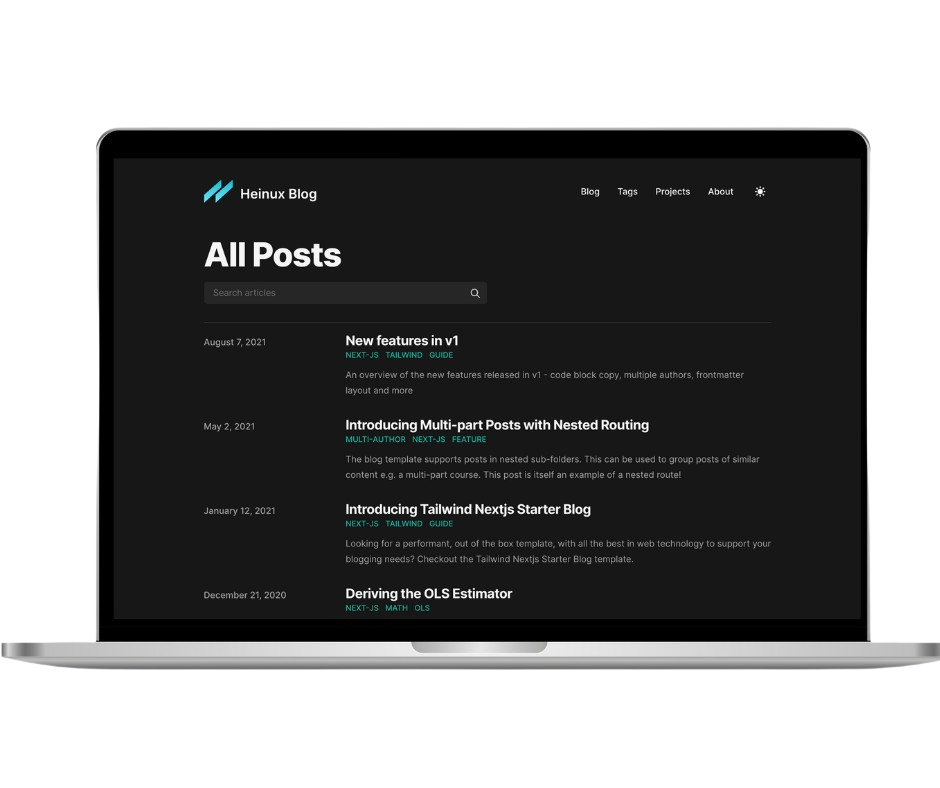 Heinux Blog
Blog Tags Projects About
All Posts
Search articles
August 7, 2021
New features in v1
NEXT-JS TAILWIND GUIDE
An overview of the new features released in v1 - code block copy, multiple authors, frontmatter
layout and more
May 2, 2021
Introducing Multi-part Posts with Nested Routing
MULTI-AUTHOR NEXT-JS FEATURE
The blog template supports posts in nested sub-folders. This can be used to group posts of similar
content e.g. a multi-part course. This post is itself an example of a nested route!
January 12, 2021
Introducing Tailwind Nextjs Starter Blog
NEXT-JS TAILWIND GUIDE
Looking for a performant, out of the box template, with all the best in web technology to support your
blogging needs? Checkout the Tailwind Nextjs Starter Blog template.
December 21, 2020
Deriving the OLS Estimator
NEXT-JS MATH OLS